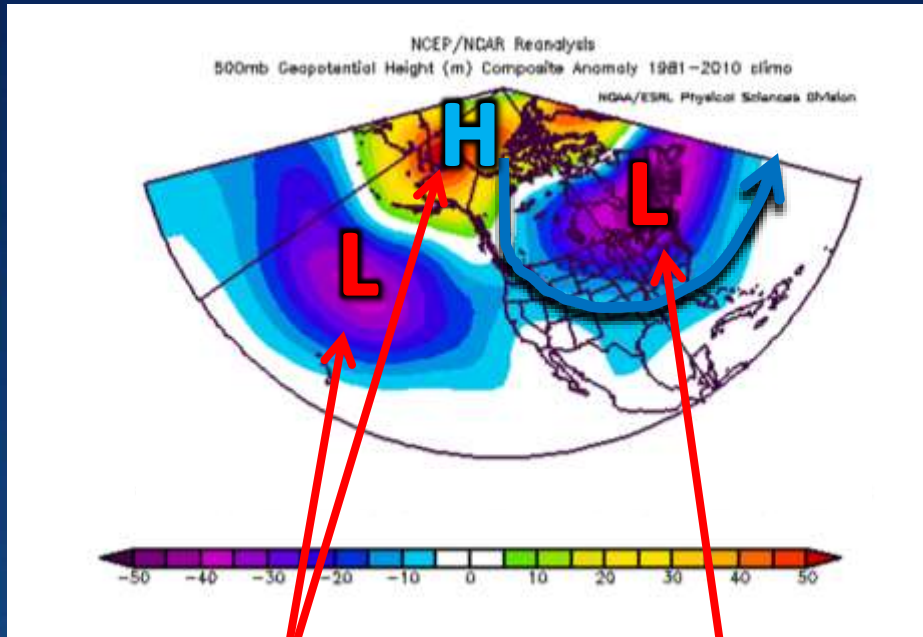 NCEP/NCAR Reanalysis
500mb Geopotential Height (m) Composite Anomaly 1981-2010 climo
NOAA/ESRL Physical Sciences Division
H
L
L
-50 -40 -30 -20 -10 0 10 20 30 40 50